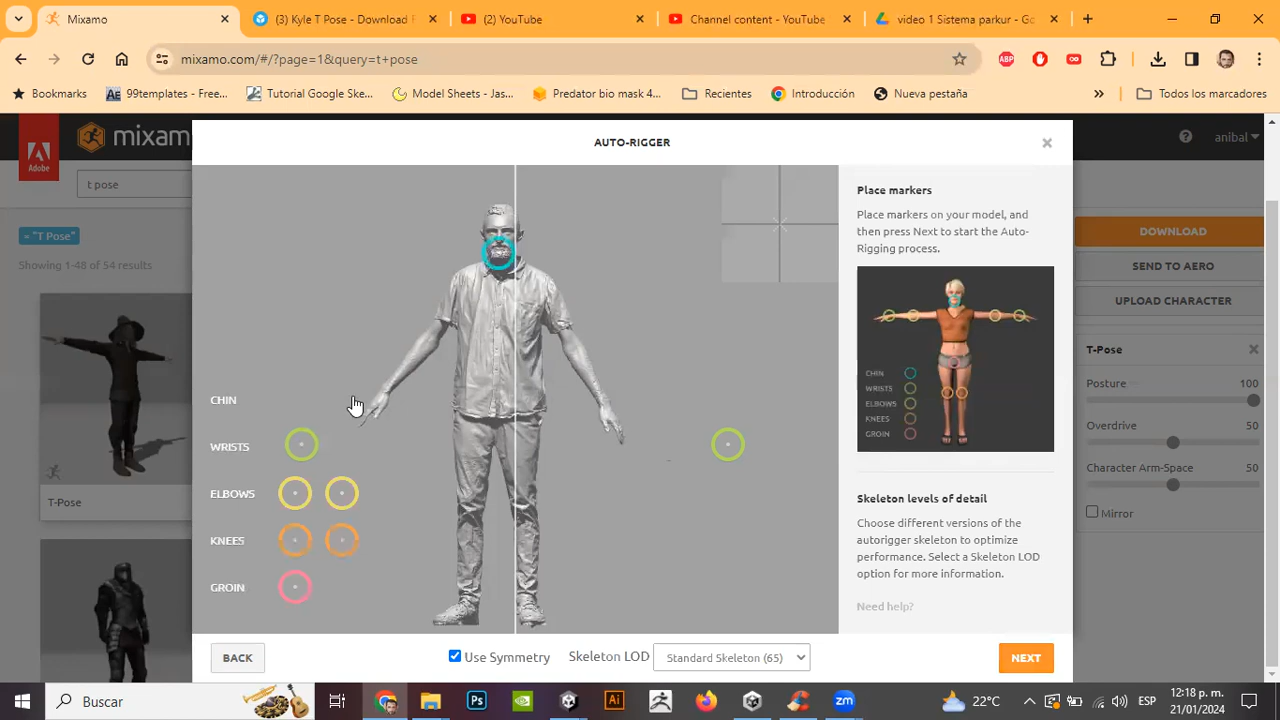 Mixamo
(3) Kyle T Pose - Download F
(2) YouTube
Channel content - YouTube
video 1 Sistema parkur - Go
mixamo.com/#/?page=1&query=t+pose
ABP
Bookmarks
AE 99templates - Free...
Tutorial Google Ske...
Model Sheets - Jas...
Predator bio mask 4...
Recientes
Introducción
Nueva pestaña
»
Todos los marcadores
Adobe
mixamo
AUTO-RIGGER
anibal
t pose
= "T Pose"
Showing 1-48 of 54 results
T-Pose
CHIN
WRISTS
ELBOWS
KNEES
GROIN
Place markers
Place markers on your model, and
then press Next to start the Auto-
Rigging process.
CHIN
WRISTS
ELBOWS
KNEES
GROIN
Skeleton levels of detail
Choose different versions of the
autorigger skeleton to optimize
performance. Select a Skeleton LOD
option for more information.
Need help?
BACK
Use Symmetry
Skeleton LOD
Standard Skeleton (65)
NEXT
DOWNLOAD
SEND TO AERO
UPLOAD CHARACTER
T-Pose
Posture 100
Overdrive 50
Character Arm-Space 50
Mirror
Buscar
Ps
Ai
zm
22°C
ESP
12:18 p. m.
21/01/2024